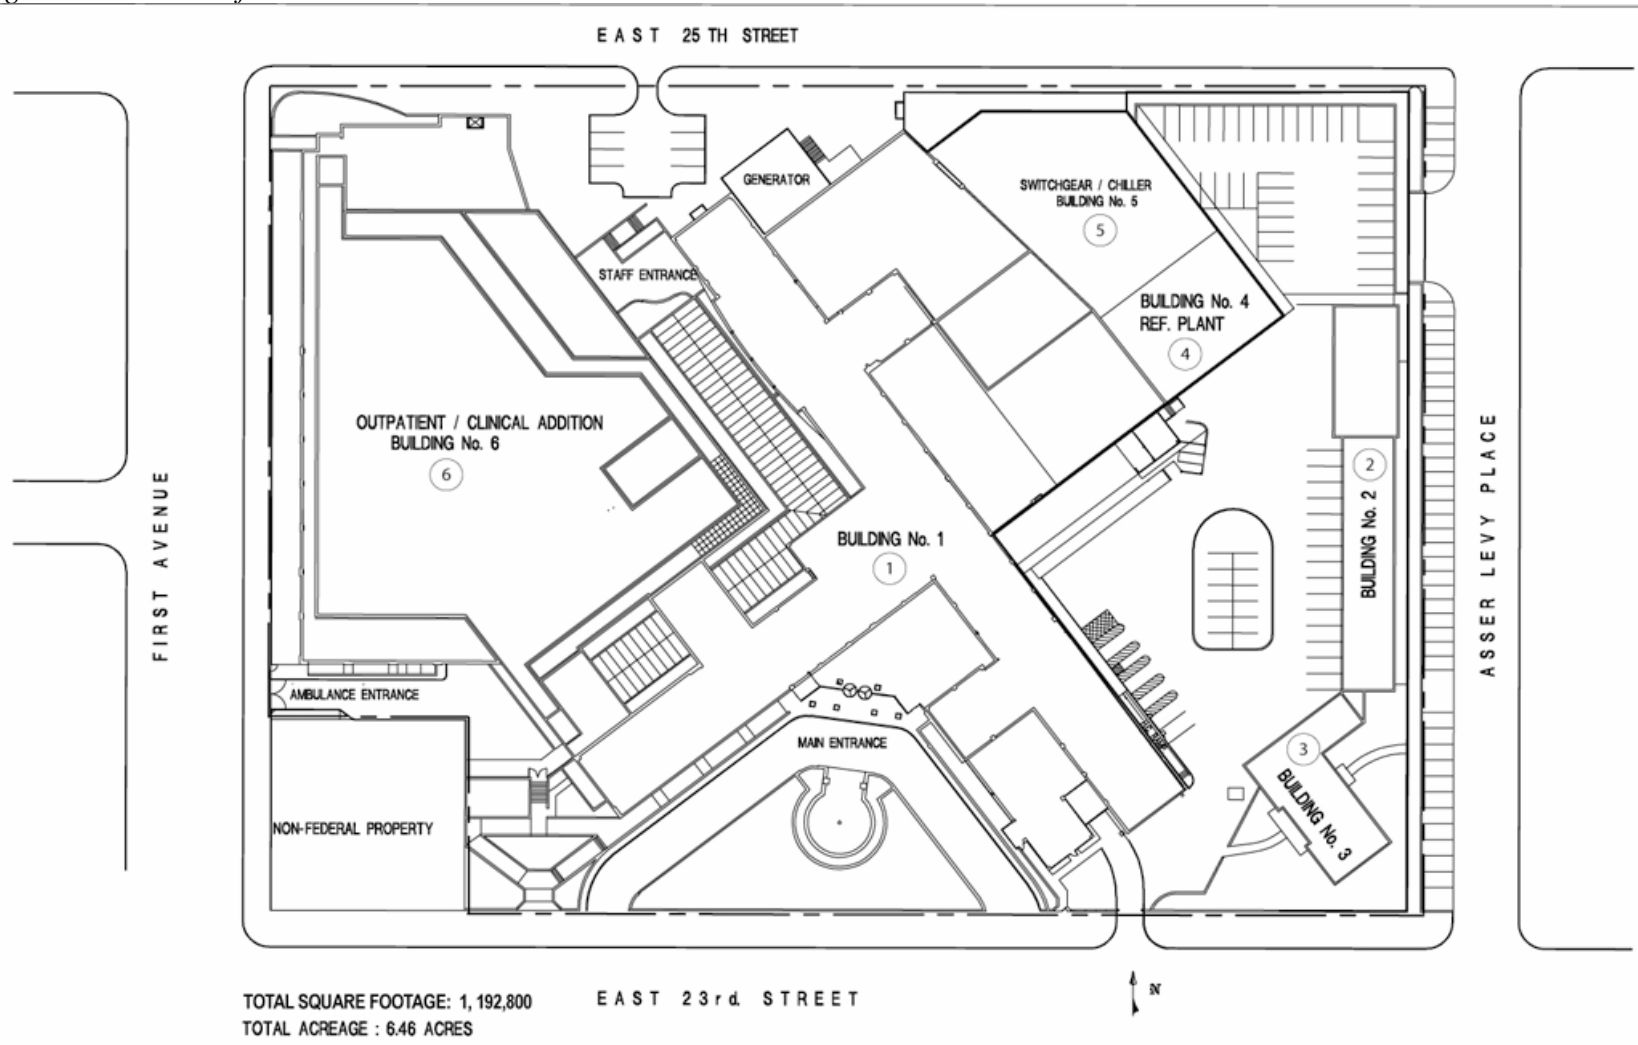 EAST 25 TH STREET
GENERATOR
SWITCHGEAR / CHILLER
BUILDING No. 5
5
STAFF ENTRANCE
BUILDING No. 4
REF. PLANT
4
OUTPATIENT / CLINICAL ADDITION
BUILDING No. 6
6
FIRST AVENUE
BUILDING No. 1
1
2
BUILDING No. 2
ASSER LEVY PLACE
AMBULANCE ENTRANCE
MAIN ENTRANCE
3
BUILDING No. 3
NON-FEDERAL PROPERTY
N
TOTAL SQUARE FOOTAGE: 1, 192,800
EAST 23rd. STREET
TOTAL ACREAGE : 6.46 ACRES